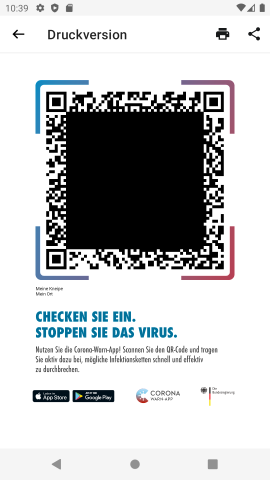 10:39
Druckversion
Meine Kneipe
Mein Ort
CHECKEN SIE EIN.
STOPPEN SIE DAS VIRUS.
Nutzen Sie die Corona-Warn-App! Scannen Sie den QR-Code und tragen
Sie aktiv dazu bei, mögliche Infektionsketten schnell und effektiv
zu durchbrechen.
App Store
Google Play
CORONA
WARN-APP
Die
Bundesregierung